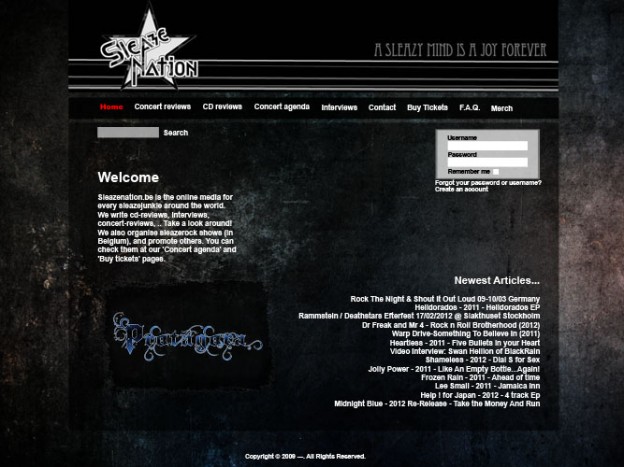 SLEAZE NATION
A SLEAZY MIND IS A JOY FOREVER
Home Concert reviews CD reviews Concert agenda Interviews Contact Buy Tickets F.A.Q. Merch
Search
Username
Password
Remember me
Forgot your password or username?
Create an account
Welcome
Sleazenation.be is the online media for
every sleazejunkie around the world.
We write cd-reviews, interviews,
concert-reviews,... Take a look around!
We also organise sleazerock shows (in
Belgium), and promote others. You can
check them at our 'Concert agenda' and
'Buy tickets' pages.
Newest Articles...
Rock The Night & Shout It Out Loud 09-10/03 Germany
Helldorados - 2011 - Helldorados EP
Rammstein / Deathstars Efterfest 17/02/2012 @ Slakthuset Stockholm
Dr Freak and Mr 4 - Rock n Roll Brotherhood (2012)
Warp Drive-Something To Believe In (2011)
Heartless - 2011 - Five Bullets in your Heart
Video Interview: Swan Hellion of BlackRain
Shameless - 2012 - Dial S for Sex
Jolly Power - 2011 - Like An Empty Bottle...Again!
Frozen Rain - 2011 - Ahead of time
Lee Small - 2011 - Jamaica Inn
Help ! for Japan - 2012 - 4 track Ep
Midnight Blue - 2012 Re-Release - Take the Money And Run
Copyright © 2009 ---. All Rights Reserved.